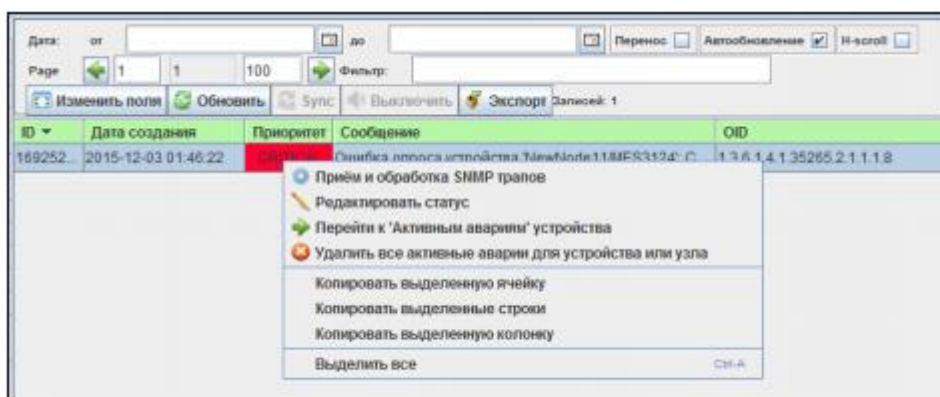 Дата: от до Перенос Автообновление H-scroll
Page 1 1 100 Фильтр:
Изменить поля Обновить Sync Выключить Экспорт Записей: 1
ID Дата создания Приоритет Сообщение OID
169252... 2015-12-03 01:46:22 Ошибка опроса устройства 'NewNode11/MES3124': С... 1.3.6.1.4.1.35265.2.1.1.1.8
Приём и обработка SNMP трапов
Редактировать статус
Перейти к 'Активным авариям' устройства
Удалить все активные аварии для устройства или узла
Копировать выделенную ячейку
Копировать выделенные строки
Копировать выделенную колонку
Выделить все Ctrl-A